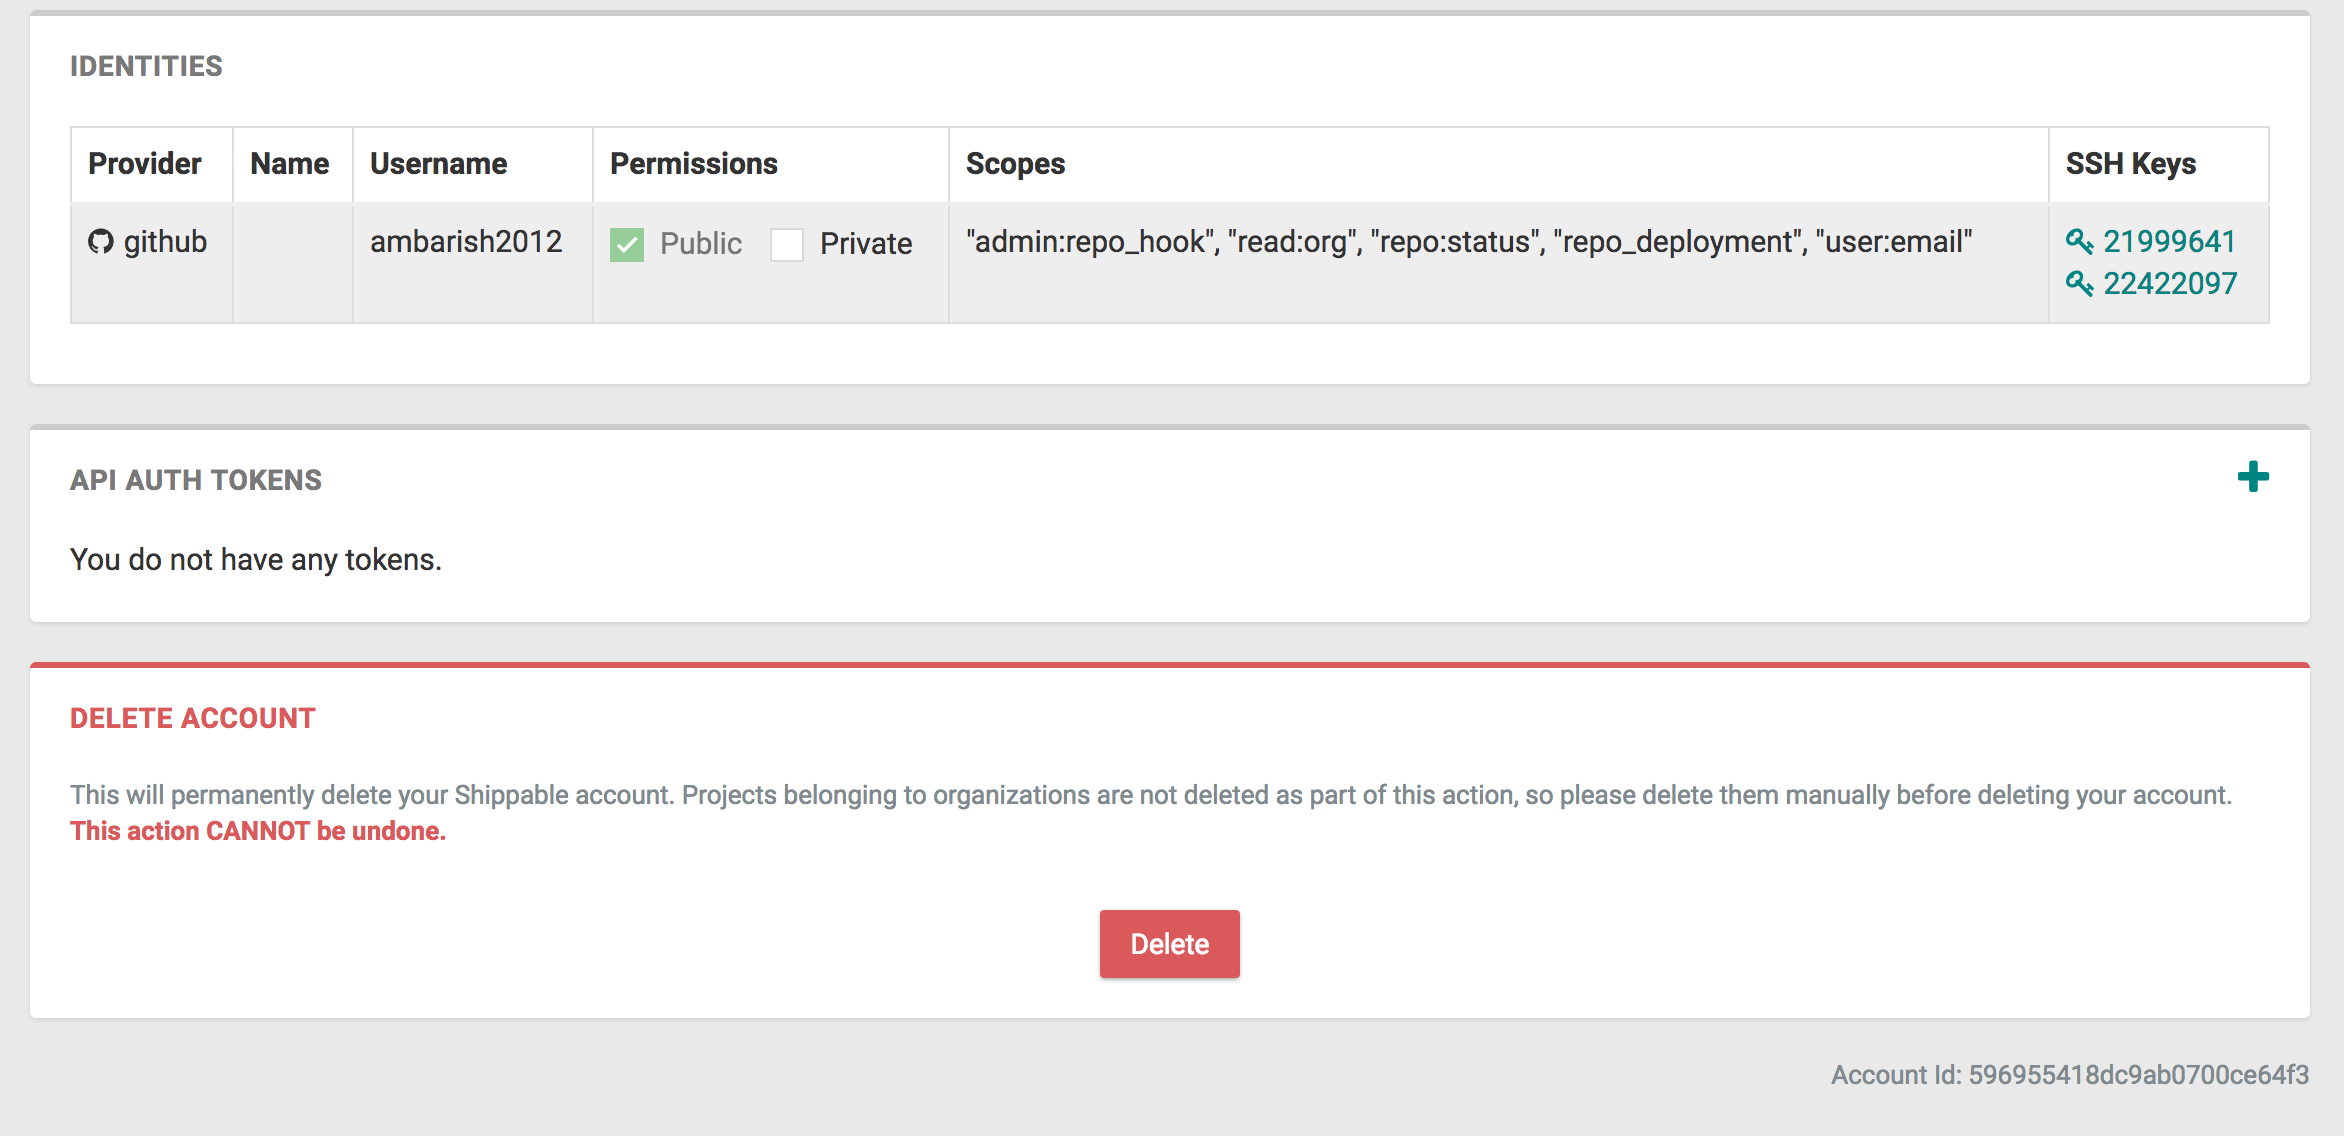 IDENTITIES
Provider Name Username Permissions Scopes SSH Keys
github ambarish2012 Public Private "admin:repo_hook", "read:org", "repo:status", "repo_deployment", "user:email" 21999641
22422097
API AUTH TOKENS
You do not have any tokens.
DELETE ACCOUNT
This will permanently delete your Shippable account. Projects belonging to organizations are not deleted as part of this action, so please delete them manually before deleting your account.
This action CANNOT be undone.
Delete
Account Id: 596955418dc9ab0700ce64f3